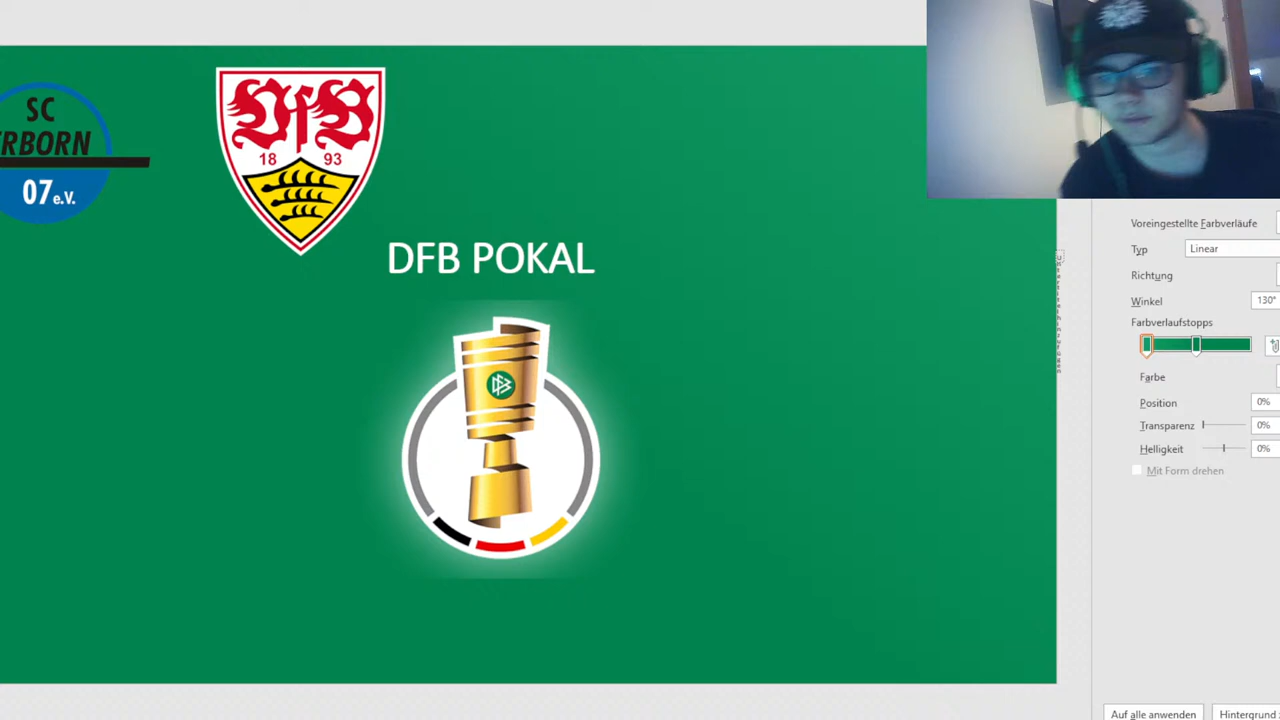 SC
ERBORN
07 e.V.
VfB
18 93
DFB POKAL
DFB
Voreingestellte Farbverläufe
Typ Linear
Richtung
Winkel 130°
Farbverlaufstopps
Farbe
Position 0%
Transparenz 0%
Helligkeit 0%
Mit Form drehen
Auf alle anwenden Hintergrund